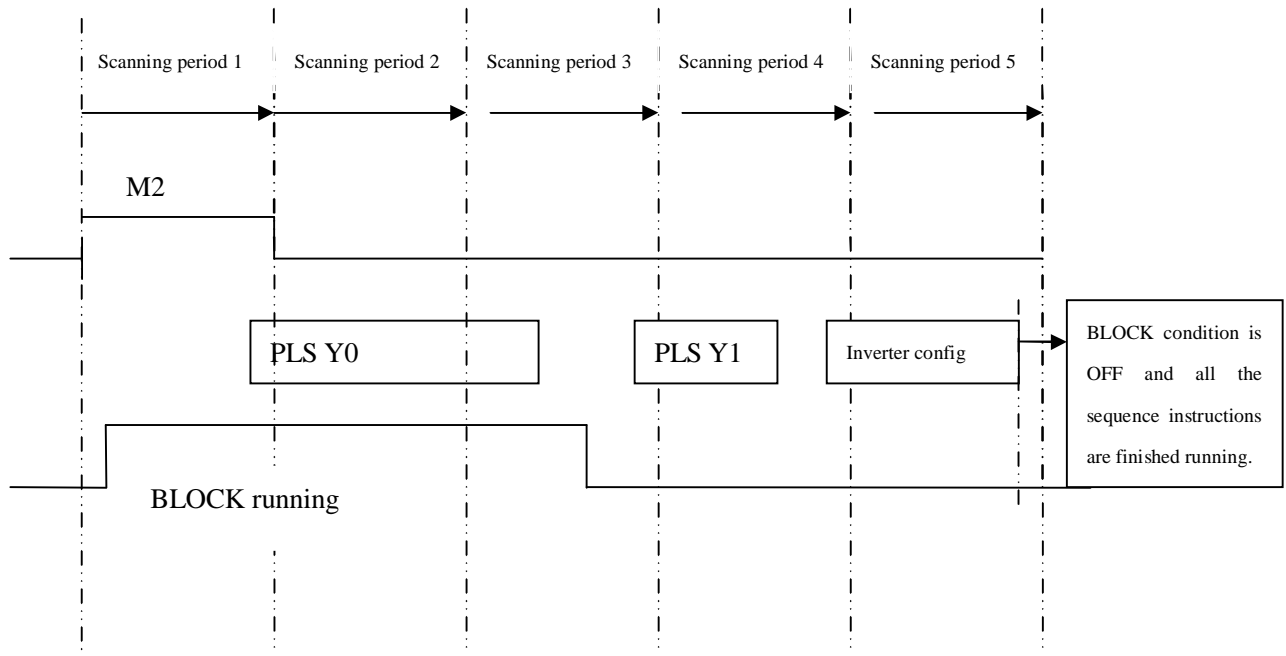 Scanning period 1
Scanning period 2
Scanning period 3
Scanning period 4
Scanning period 5
M2
PLS Y0
PLS Y1
Inverter config
BLOCK condition is
OFF and all the
sequence instructions
are finished running.
BLOCK running